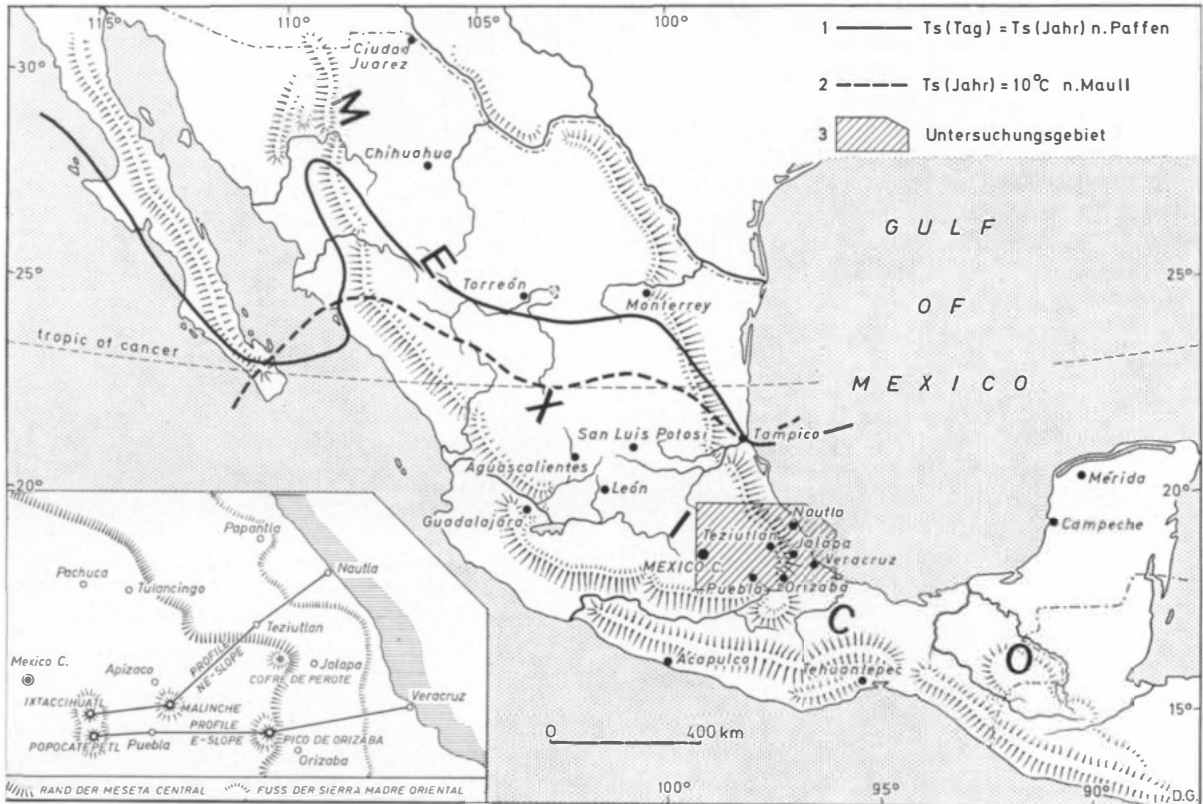 115° 110° 105° 100°
1 Ts (Tag) = Ts (Jahr) n. Paffen
2 Ts (Jahr) = 10°C n. Maull
3 Untersuchungsgebiet
30°
Ciudad
Juarez
M
Chihuahua
GULF
OF
MEXICO
E
25° 25°
Torreón
Monterrey
tropic of cancer
X
San Luis Potosi
Tampico
Aguascalientes
León
I
20° 20°
Guadalajara
Mérida
Campeche
Nautla
Teziutlan
Jalapa
MEXICO C.
Veracruz
Puebla
Orizaba
C
O
Acapulco
Tehuantepec
15°
0 400 km
100° 95° 90°
D.G.
Papantla
Pachuca
Tulancingo
Nautla
Teziutlan
Mexico C.
Apizaco
PROFILE
NE-SLOPE
Jalapa
COFRE DE PEROTE
IXTACCIHUATL
MALINCHE
Veracruz
POPOCATEPETL
Puebla
PROFILE
E-SLOPE
PICO DE ORIZABA
Orizaba
RAND DER MESETA CENTRAL
FUSS DER SIERRA MADRE ORIENTAL